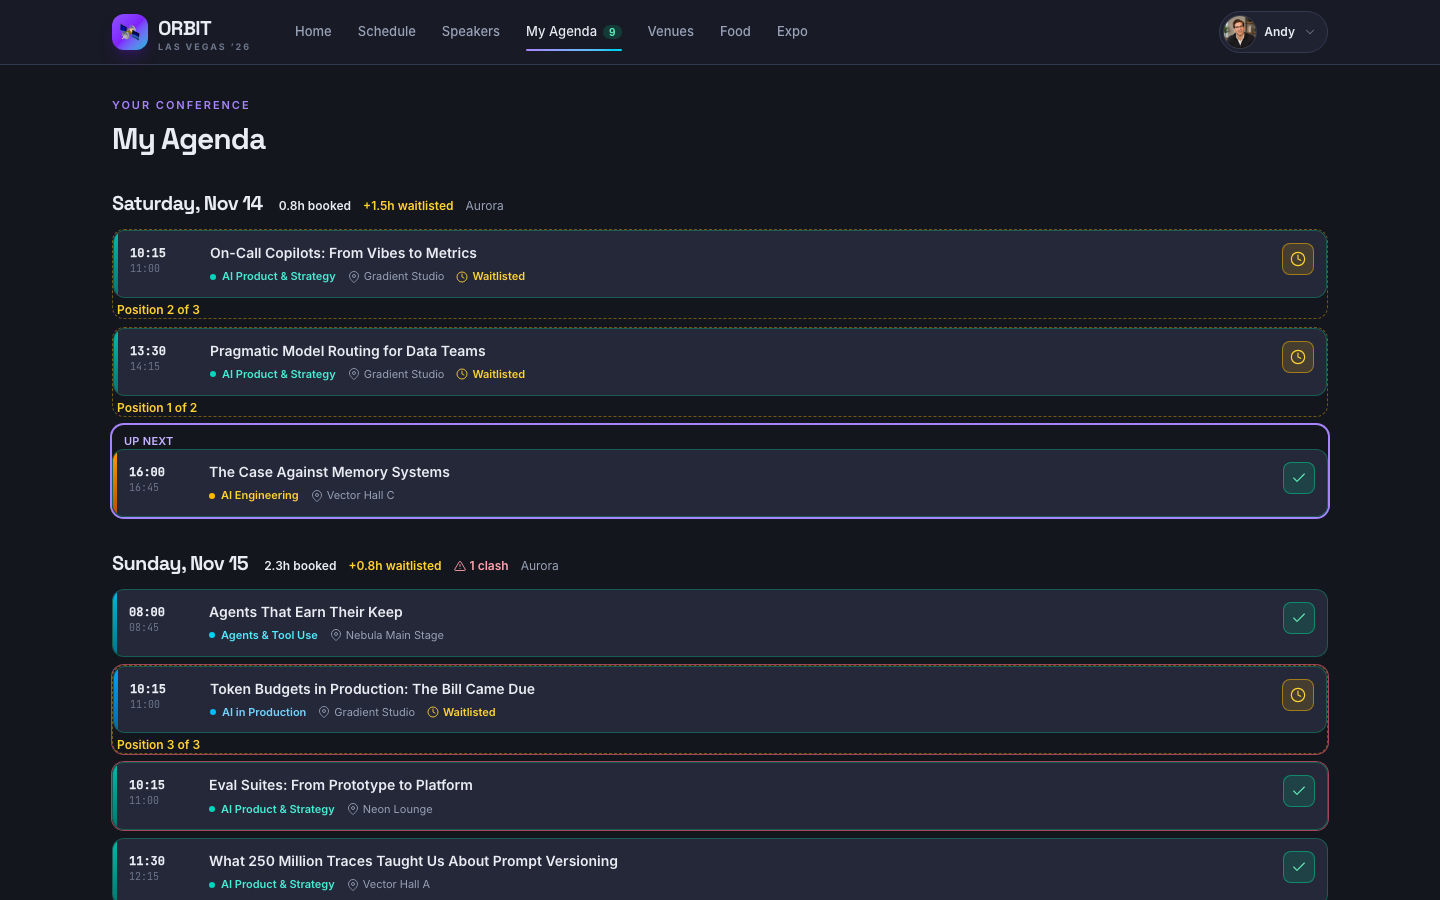 ORBIT
LAS VEGAS '26
Home
Schedule
Speakers
My Agenda 9
Venues
Food
Expo
Andy
YOUR CONFERENCE
My Agenda
Saturday, Nov 14 0.8h booked +1.5h waitlisted Aurora
10:15 On-Call Copilots: From Vibes to Metrics
11:00 AI Product & Strategy Gradient Studio Waitlisted
Position 2 of 3
13:30 Pragmatic Model Routing for Data Teams
14:15 AI Product & Strategy Gradient Studio Waitlisted
Position 1 of 2
UP NEXT
16:00 The Case Against Memory Systems
16:45 AI Engineering Vector Hall C
Sunday, Nov 15 2.3h booked +0.8h waitlisted 1 clash Aurora
08:00 Agents That Earn Their Keep
08:45 Agents & Tool Use Nebula Main Stage
10:15 Token Budgets in Production: The Bill Came Due
11:00 AI in Production Gradient Studio Waitlisted
Position 3 of 3
10:15 Eval Suites: From Prototype to Platform
11:00 AI Product & Strategy Neon Lounge
11:30 What 250 Million Traces Taught Us About Prompt Versioning
12:15 AI Product & Strategy Vector Hall A